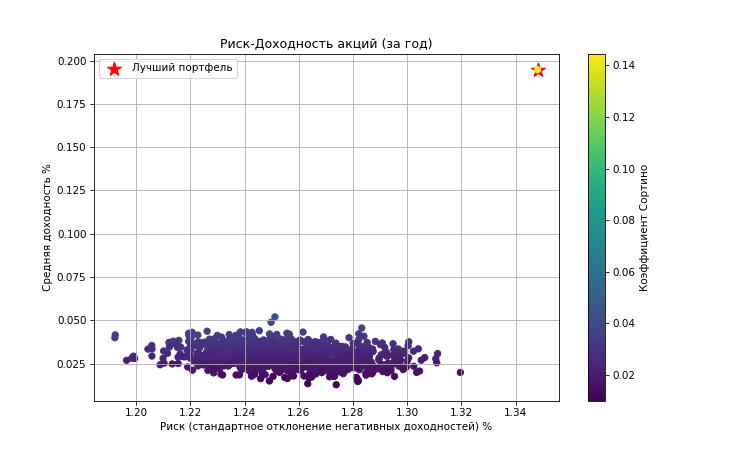 Риск-Доходность акций (за год)
Лучший портфель
Средняя доходность %
0.200
0.175
0.150
0.125
0.100
0.075
0.050
0.025
1.20 1.22 1.24 1.26 1.28 1.30 1.32 1.34
Риск (стандартное отклонение негативных доходностей) %
0.14
0.12
0.10
0.08
0.06
0.04
0.02
Коэффициент Сортино